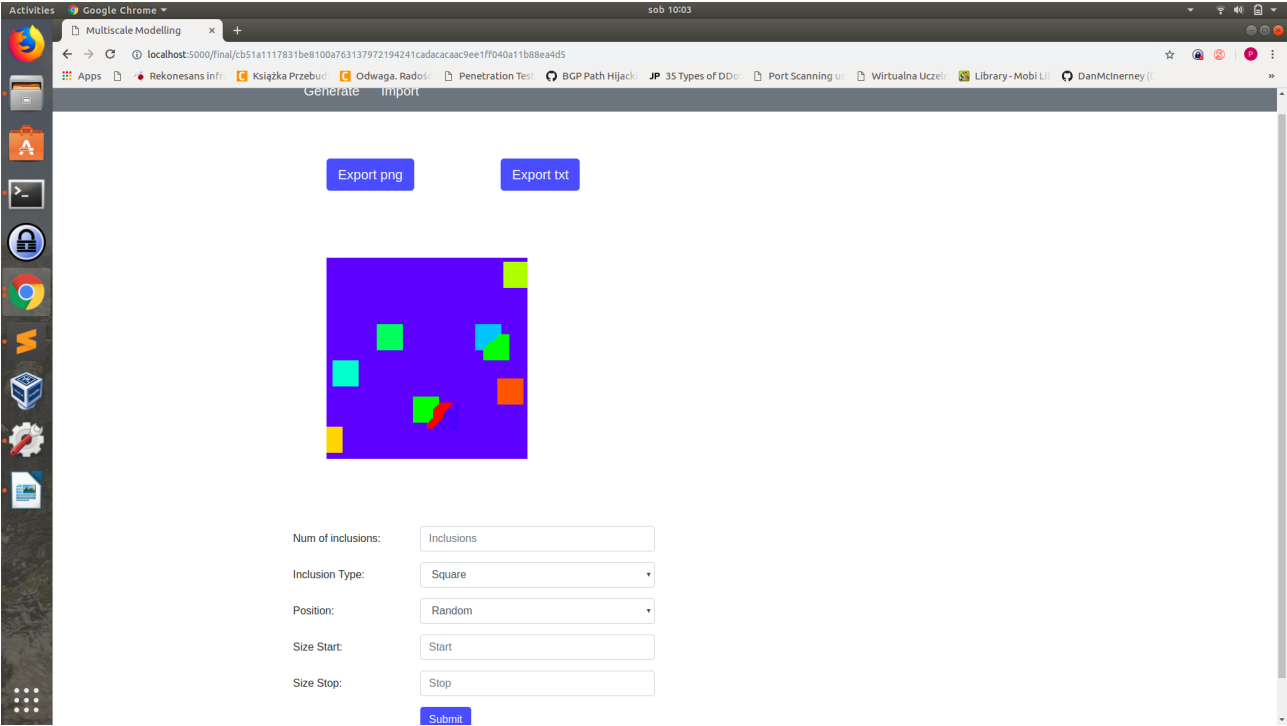 Activities Google Chrome ▾ sob 10:03
Multiscale Modelling × +
localhost:5000/final/cb51a1117831be8100a763137972194241cadacacaac9ee1ff040a11b88ea4d5
Apps Rekonesans infra Książka Przebud Odwaga. Radość Penetration Test BGP Path Hijack JP 35 Types of DDo Port Scanning u Wirtualna Uczel Library - Mobi Li DanMcInerney ( »
Generate Import
Export png Export txt
Num of inclusions: Inclusions
Inclusion Type: Square
Position: Random
Size Start: Start
Size Stop: Stop
Submit